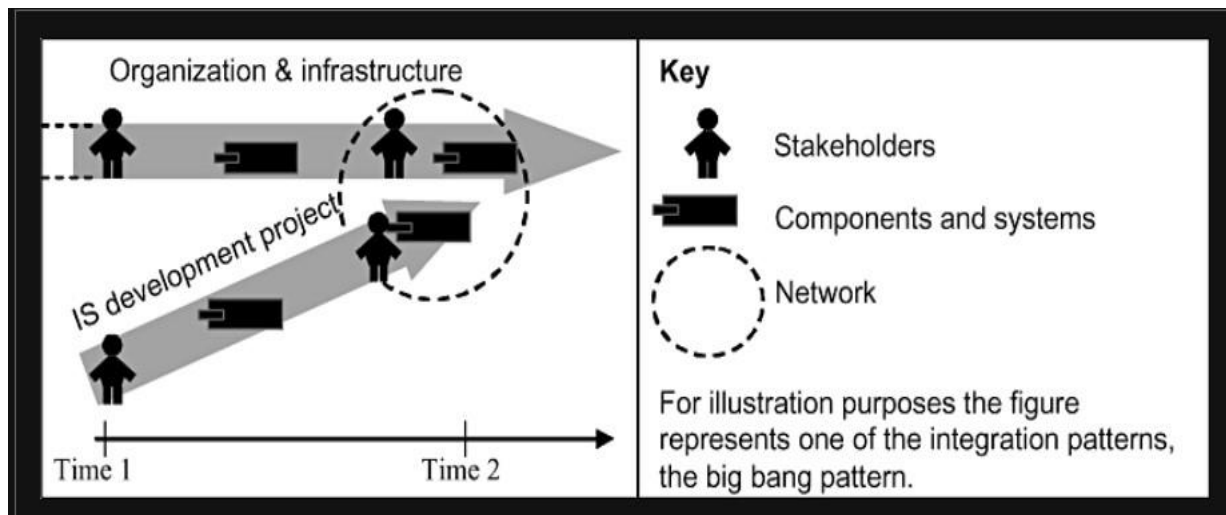 Organization & infrastructure
IS development project
Time 1
Time 2
Key
Stakeholders
Components and systems
Network
For illustration purposes the figure
represents one of the integration patterns,
the big bang pattern.